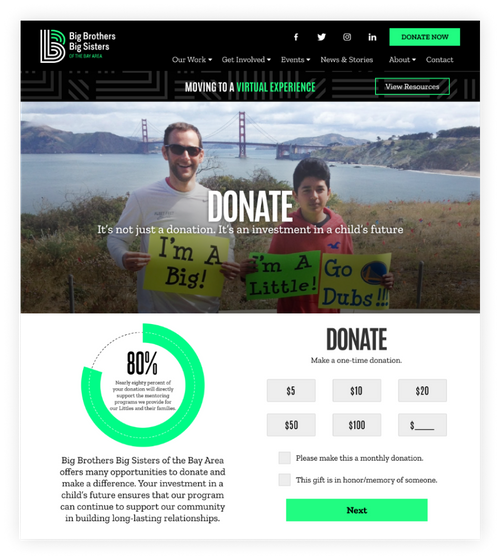 Big Brothers
Big Sisters
OF THE BAY AREA
DONATE NOW
Our Work Get Involved Events News & Stories About Contact
MOVING TO A VIRTUAL EXPERIENCE
View Resources
DONATE
It's not just a donation. It's an investment in a child's future
I'm A
Big!
I'm A
Little!
Go
Dubs!!!
80%
Nearly eighty percent of
your donation will directly
support the mentoring
programs we provide for
our Littles and their families.
Big Brothers Big Sisters of the Bay Area
offers many opportunities to donate and
make a difference. Your investment in a
child's future ensures that our program
can continue to support our community
in building long-lasting relationships.
DONATE
Make a one-time donation.
$5 $10 $20
$50 $100 $____
Please make this a monthly donation.
This gift is in honor/memory of someone.
Next